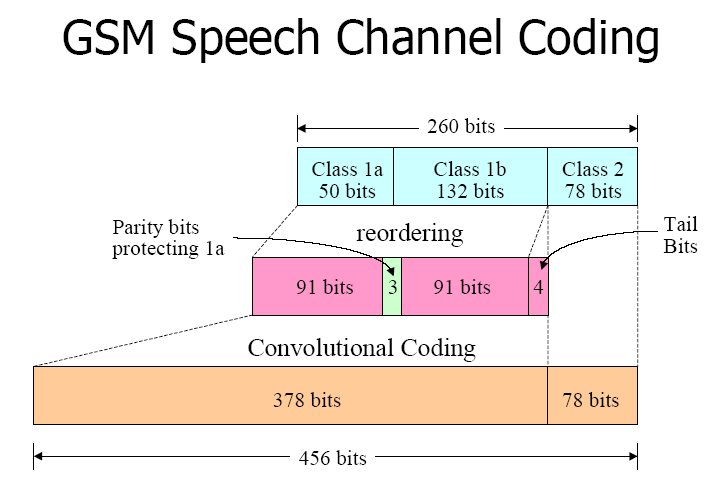 GSM Speech Channel Coding
260 bits
Class 1a
50 bits
Class 1b
132 bits
Class 2
78 bits
Parity bits
protecting 1a
reordering
Tail
Bits
91 bits
3
91 bits
4
Convolutional Coding
378 bits
78 bits
456 bits